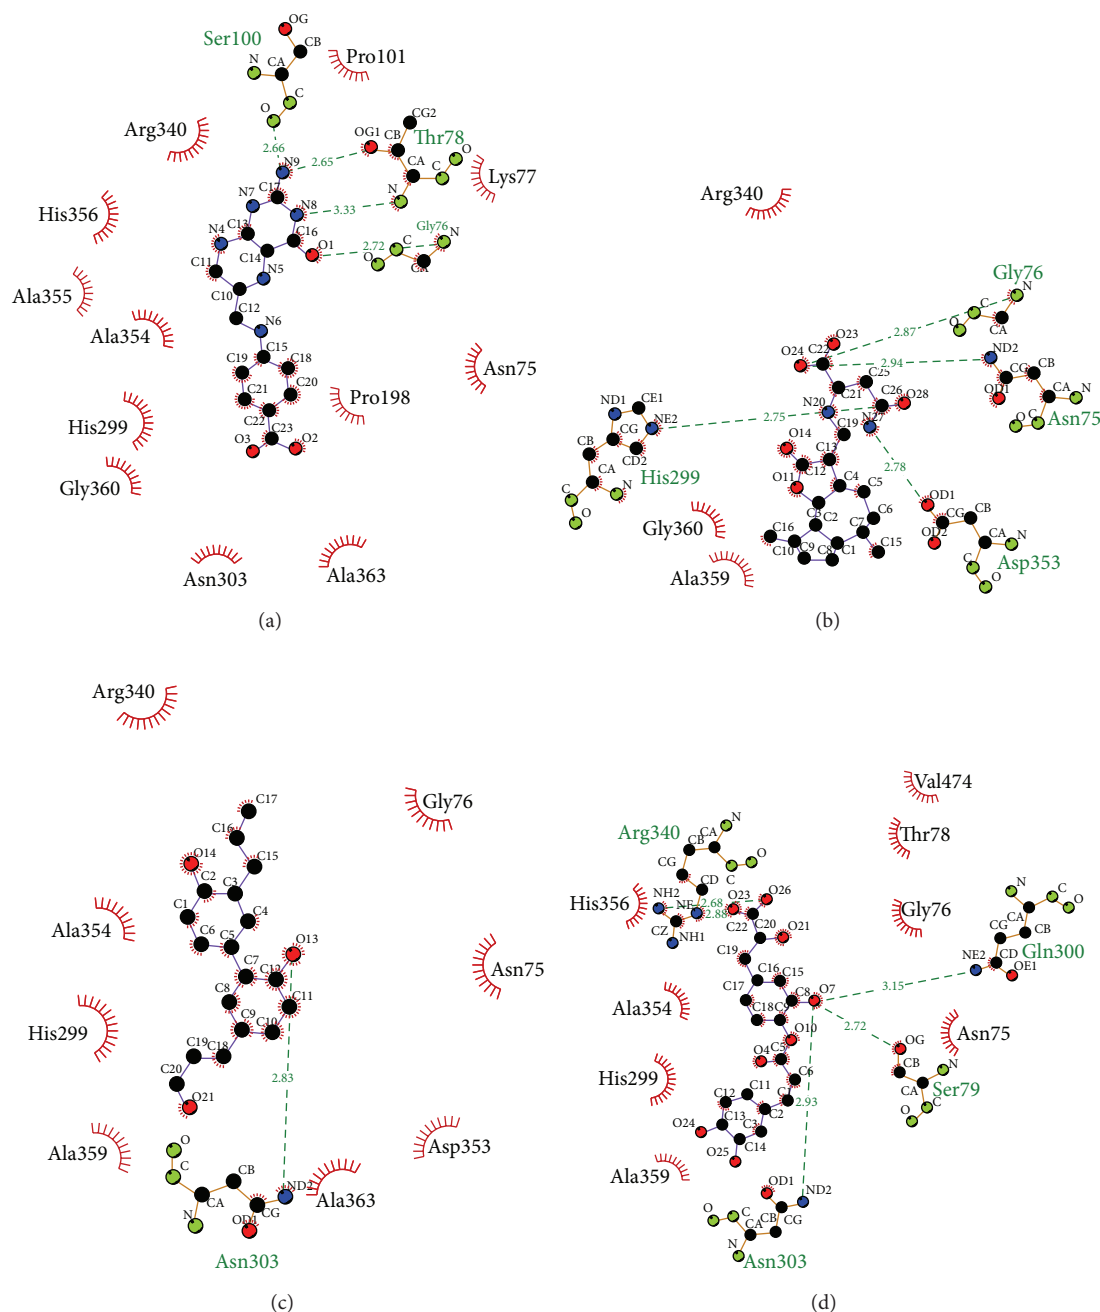 OG
Ser100
CB
Pro101
N
CA
C
O
CG2
Arg340
OG1
CB
Thr78
O
2.66
2.65
CA
C
Lys77
N9
C17
N
N7
N8
3.33
His356
Gly76
N4
C13
C16
O1
2.72
C
N
C14
O
CA
C11
N5
Ala355
C10
C12
Ala354
N6
C15
C19
C18
Asn75
C21
C20
Pro198
C22
His299
C23
O3
O2
Gly360
Asn303
Ala363
(a)
Arg340
Gly76
N
C
O
CA
O23
2.87
C22
O24
2.94
ND2
CB
C25
CG
CA
N
ND1
CE1
C21
C26
OD1
O
C
N20
O28
Asn75
NE2
2.75
N27
CG
C19
CB
O14
CD2
C13
CA
C12
His299
N
C4
2.78
C
O11
C5
OD1
O
C3
C2
C6
CG
CB
Gly360
C16
C7
OD2
CA
N
C10
C9
C8
C1
C15
C
O
Ala359
Asp353
(b)
Arg340
Gly76
C17
C16
O14
C15
C2
C3
C1
C4
Ala354
C6
C5
O13
C7
C12
Asn75
C8
C11
C9
C10
His299
C19
C18
C20
2.83
O21
Ala359
O
Asp353
C
CB
ND2
Ala363
CA
N
CG
OD1
Asn303
(c)
Val474
Arg340
N
Thr78
CB
CA
CG
O
CD
C
N
C
His356
NH2
O26
Gly76
O
2.68
O23
CA
NE
2.88
CG
CB
C22
C20
O21
Gln300
CZ
NH1
NE2
CD
OE1
C19
C16
C15
3.15
C17
C8
O7
Ala354
C18
C9
2.72
Asn75
O10
OG
O4
C5
CB
N
His299
C6
CA
Ser79
C11
C
C12
2.93
O
C13
C2
O24
C3
C14
O25
Ala359
OD1
ND2
O
C
CB
CG
CA
N
Asn303
(d)